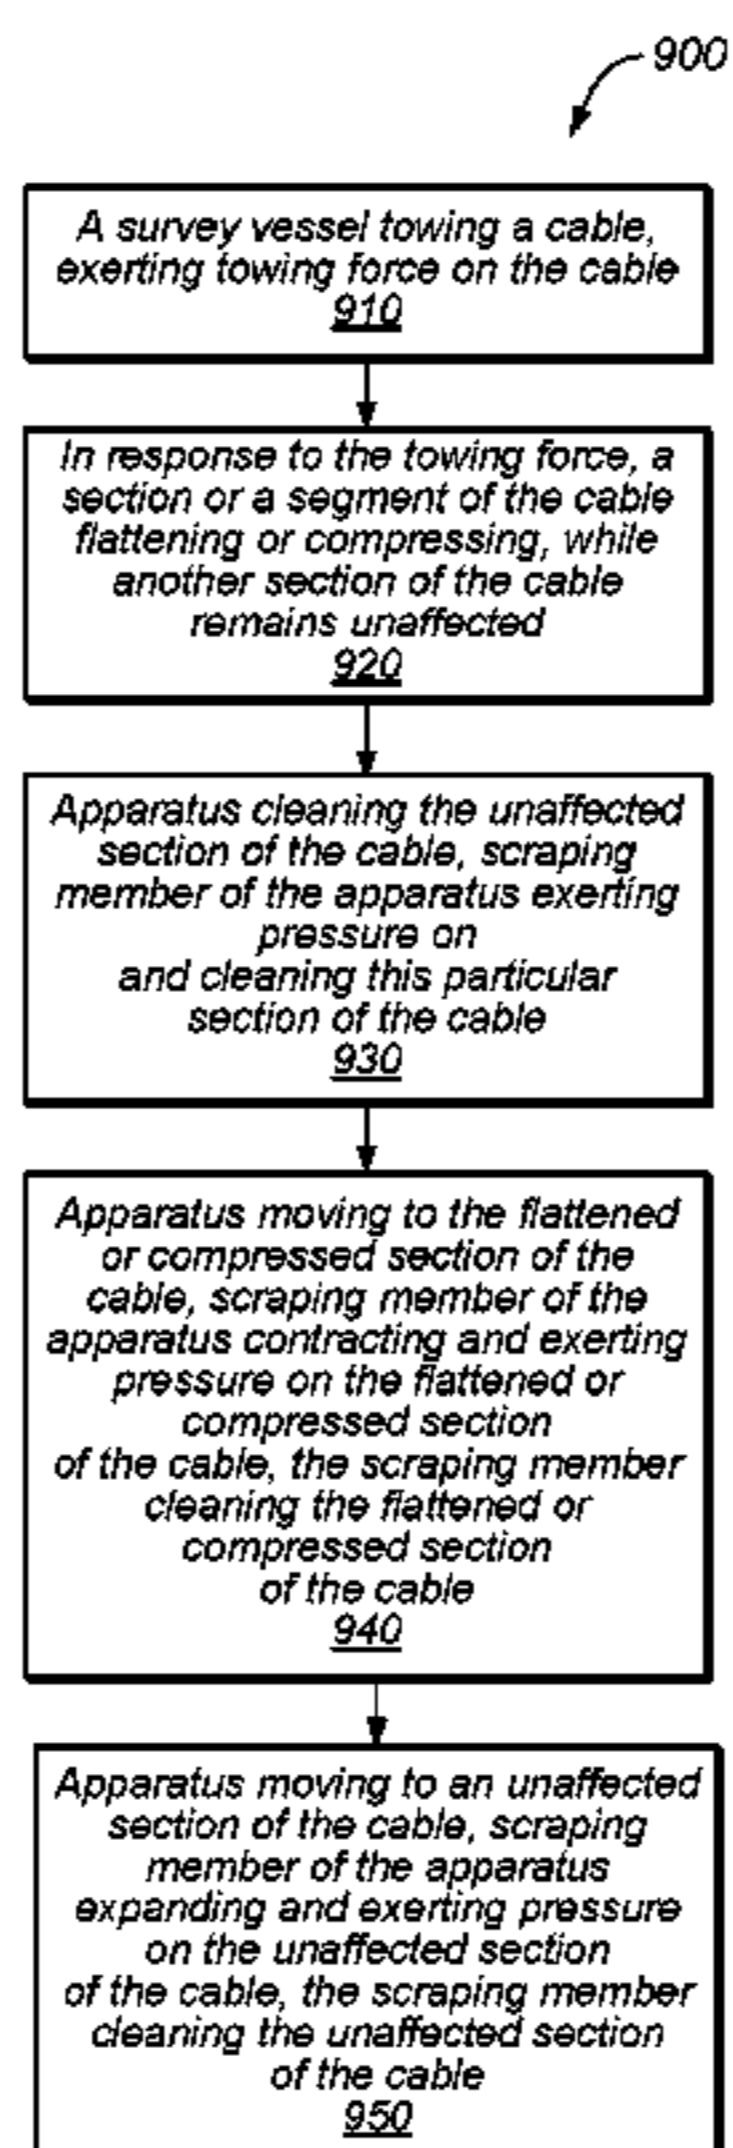 900
A survey vessel towing a cable,
exerting towing force on the cable
910
In response to the towing force, a
section or a segment of the cable
flattening or compressing, while
another section of the cable
remains unaffected
920
Apparatus cleaning the unaffected
section of the cable, scraping
member of the apparatus exerting
pressure on
and cleaning this particular
section of the cable
930
Apparatus moving to the flattened
or compressed section of the
cable, scraping member of the
apparatus contracting and exerting
pressure on the flattened or
compressed section
of the cable, the scraping member
cleaning the flattened or
compressed section
of the cable
940
Apparatus moving to an unaffected
section of the cable, scraping
member of the apparatus
expanding and exerting pressure
on the unaffected section
of the cable, the scraping member
cleaning the unaffected section
of the cable
950